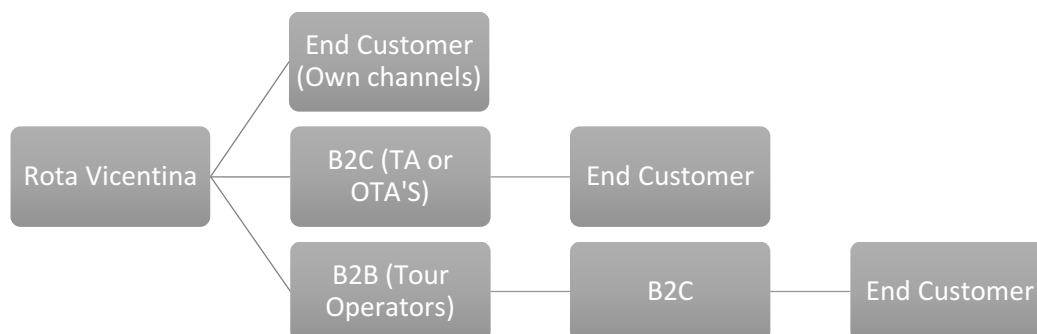 End Customer
(Own channels)
Rota Vicentina
B2C (TA or
OTA'S)
End Customer
B2B (Tour
Operators)
B2C
End Customer